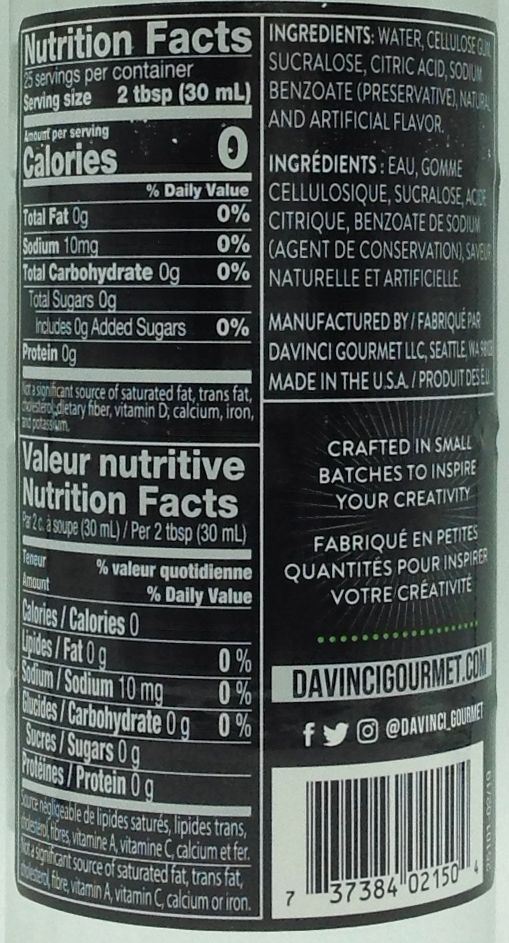 Nutrition Facts
25 servings per container
Serving size 2 tbsp (30 mL)
Amount per serving
Calories 0
% Daily Value
Total Fat 0g 0%
Sodium 10mg 0%
Total Carbohydrate 0g 0%
Total Sugars 0g
Includes 0g Added Sugars 0%
Protein 0g
Not a significant source of saturated fat, trans fat,
cholesterol, dietary fiber, vitamin D, calcium, iron,
and potassium.
Valeur nutritive
Nutrition Facts
Par 2 c. à soupe (30 mL) / Per 2 tbsp (30 mL)
Teneur % valeur quotidienne
Amount % Daily Value
Calories / Calories 0
Lipides / Fat 0 g 0 %
Sodium / Sodium 10 mg 0 %
Glucides / Carbohydrate 0 g 0 %
Sucres / Sugars 0 g
Protéines / Protein 0 g
Source négligeable de lipides saturés, lipides trans,
cholestérol, fibres, vitamine A, vitamine C, calcium et fer.
Not a significant source of saturated fat, trans fat,
cholesterol, fibre, vitamin A, vitamin C, calcium or iron.
INGREDIENTS: WATER, CELLULOSE GUM,
SUCRALOSE, CITRIC ACID, SODIUM
BENZOATE (PRESERVATIVE), NATURAL
AND ARTIFICIAL FLAVOR.
INGRÉDIENTS : EAU, GOMME
CELLULOSIQUE, SUCRALOSE, ACIDE
CITRIQUE, BENZOATE DE SODIUM
(AGENT DE CONSERVATION), SAVEUR
NATURELLE ET ARTIFICIELLE.
MANUFACTURED BY / FABRIQUÉ PAR
DAVINCI GOURMET LLC, SEATTLE, WA
MADE IN THE U.S.A. / PRODUIT DES É.U.
CRAFTED IN SMALL
BATCHES TO INSPIRE
YOUR CREATIVITY
FABRIQUÉ EN PETITES
QUANTITÉS POUR INSPIRER
VOTRE CRÉATIVITÉ
DAVINCIGOURMET.COM
@DAVINCI_GOURMET
7 37384 02150 4